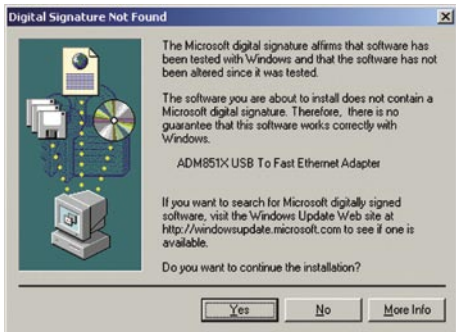 Digital Signature Not Found
The Microsoft digital signature affirms that software has
been tested with Windows and that the software has not
been altered since it was tested.
The software you are about to install does not contain a
Microsoft digital signature. Therefore, there is no
guarantee that this software works correctly with
Windows.
ADM851X USB To Fast Ethernet Adapter
If you want to search for Microsoft digitally signed
software, visit the Windows Update Web site at
http://windowsupdate.microsoft.com to see if one is
available.
Do you want to continue the installation?
Yes No More Info